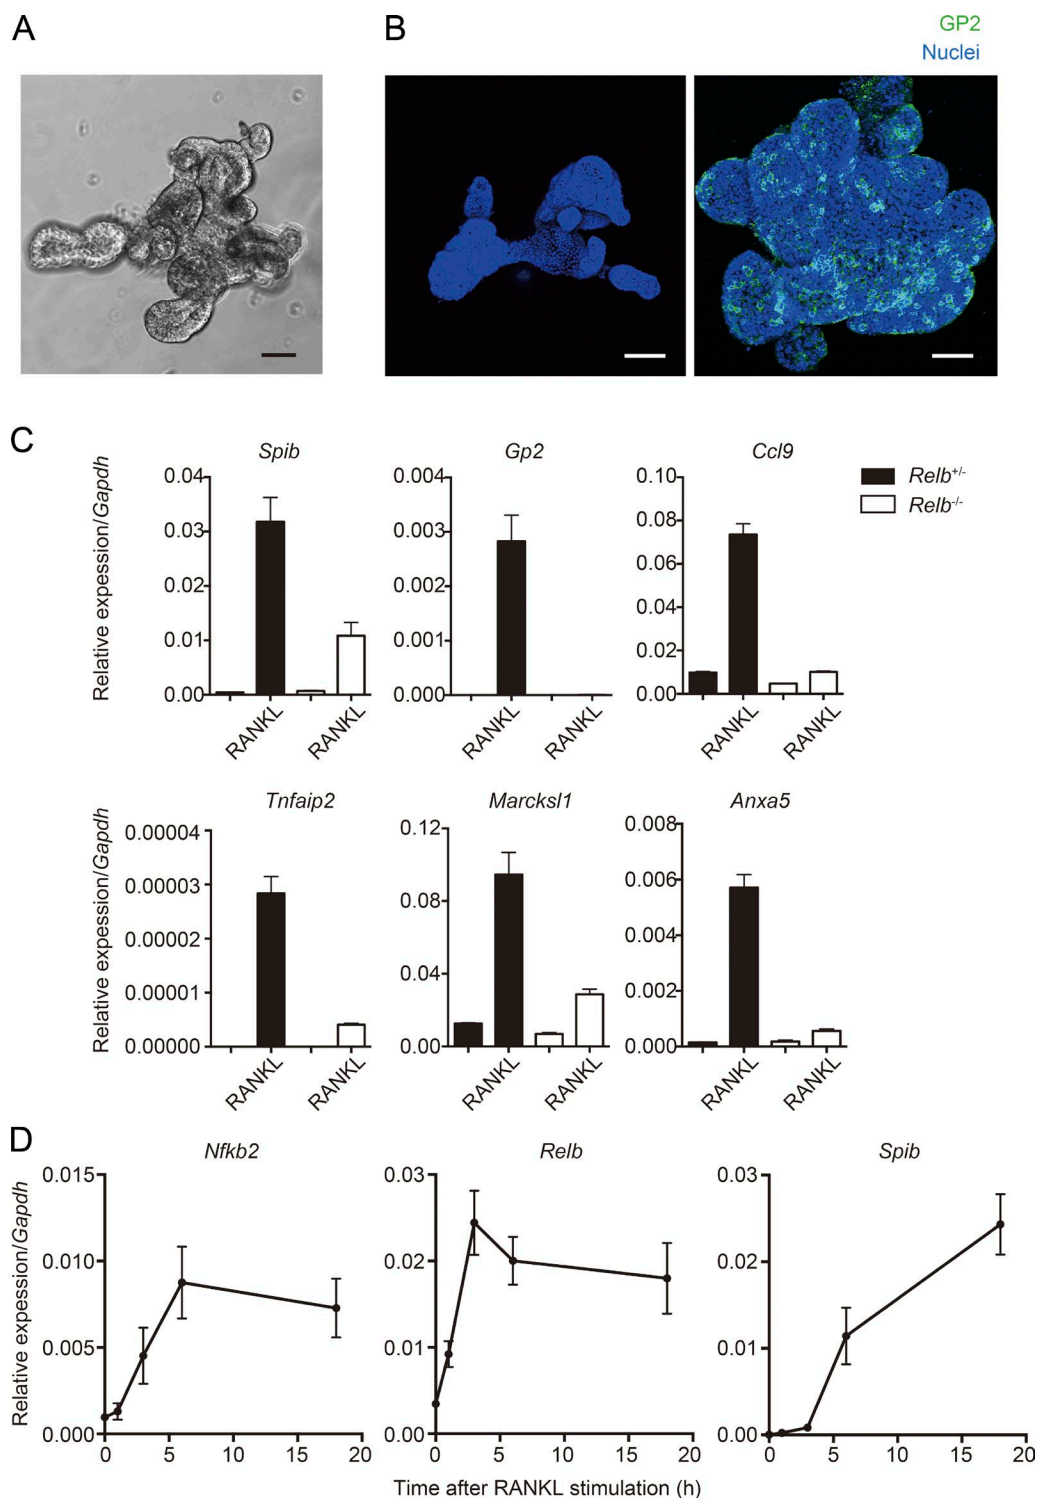 A
B
GP2
Nuclei
C
Spib
Gp2
Ccl9
Relb+/-
Relb-/-
Relative expession/Gapdh
0.04
0.03
0.02
0.01
0.00
0.004
0.003
0.002
0.001
0.000
0.10
0.08
0.06
0.04
0.02
0.00
RANKL
RANKL
RANKL
RANKL
RANKL
RANKL
Tnfaip2
Marcksl1
Anxa5
Relative expession/Gapdh
0.00004
0.00003
0.00002
0.00001
0.00000
0.12
0.08
0.04
0.00
0.008
0.006
0.004
0.002
0.000
RANKL
RANKL
RANKL
RANKL
RANKL
RANKL
D
Nfkb2
Relb
Spib
Relative expession/Gapdh
0.015
0.010
0.005
0.000
0 5 10 15 20
0.03
0.02
0.01
0.00
0 5 10 15 20
0.03
0.02
0.01
0.00
0 5 10 15 20
Time after RANKL stimulation (h)